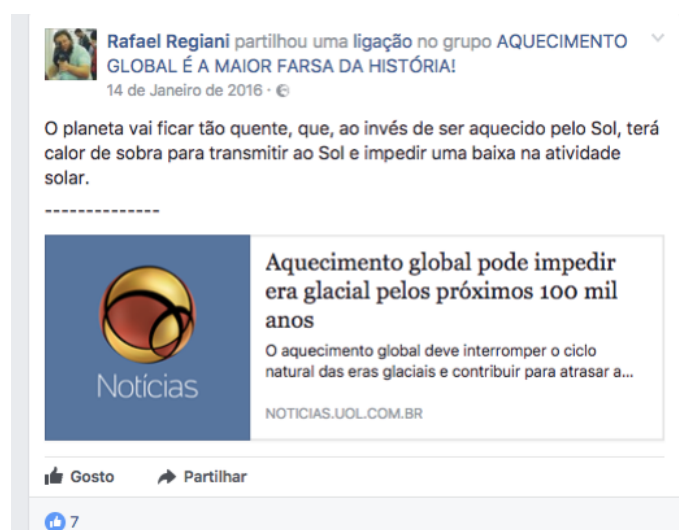 Rafael Regiani partilhou uma ligação no grupo AQUECIMENTO
GLOBAL É A MAIOR FARSA DA HISTÓRIA!
14 de Janeiro de 2016 ·
O planeta vai ficar tão quente, que, ao invés de ser aquecido pelo Sol, terá
calor de sobra para transmitir ao Sol e impedir uma baixa na atividade
solar.
--------------
Notícias
Aquecimento global pode impedir
era glacial pelos próximos 100 mil
anos
O aquecimento global deve interromper o ciclo
natural das eras glaciais e contribuir para atrasar a...
NOTICIAS.UOL.COM.BR
Gosto Partilhar
7